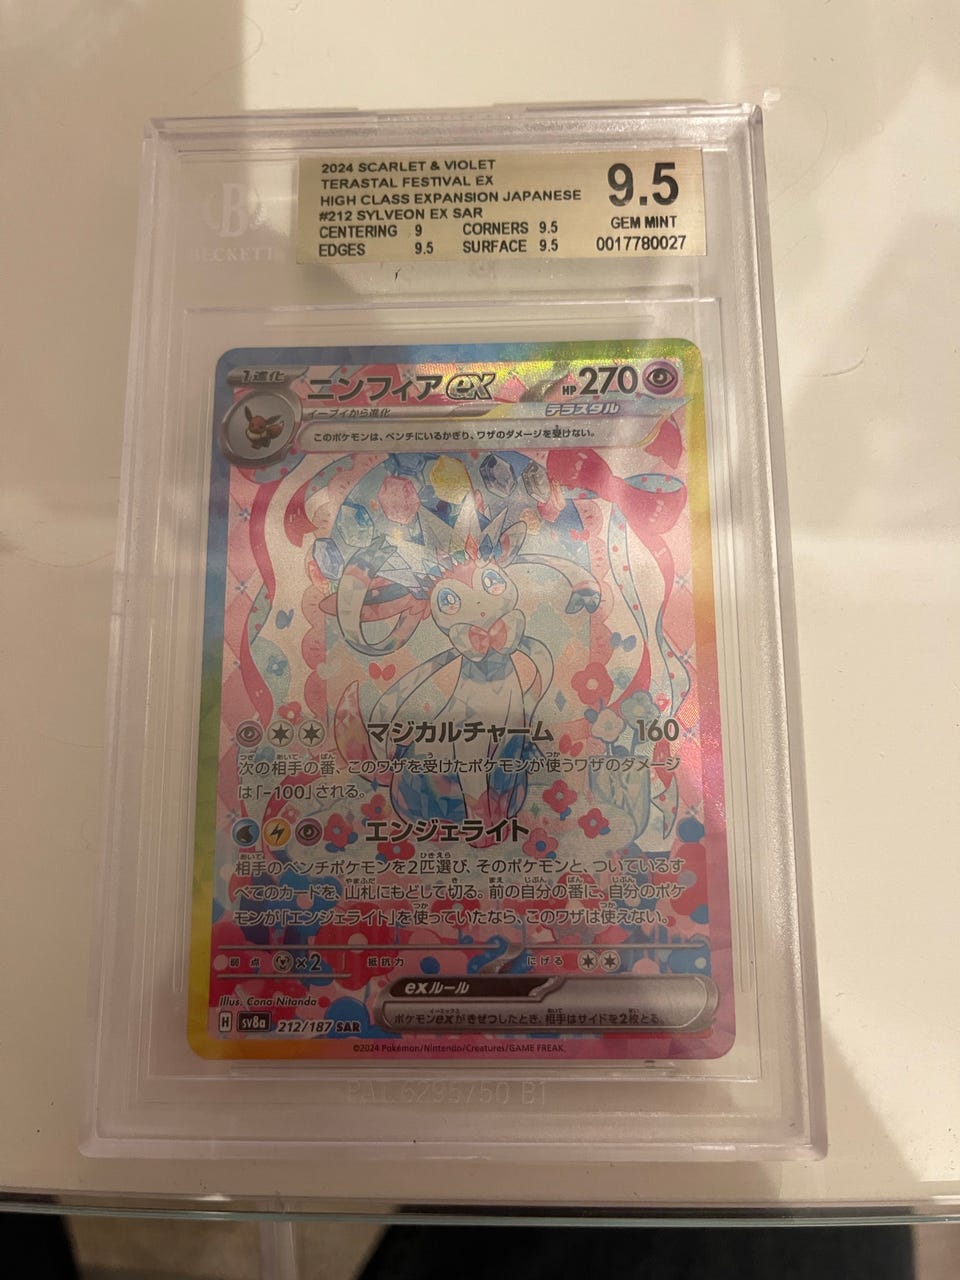 2024 SCARLET & VIOLET
TERASTAL FESTIVAL EX
HIGH CLASS EXPANSION JAPANESE
#212 SYLVEON EX SAR
CENTERING 9 CORNERS 9.5
EDGES 9.5 SURFACE 9.5
9.5
GEM MINT
0017780027
BECKETT
1進化
ニンフィアex
HP270
イーブイから進化
テラスタル
このポケモンは、ベンチにいるかぎり、ワザのダメージを受けない。
マジカルチャーム 160
次の相手の番、このワザを受けたポケモンが使うワザのダメージ
は「-100」される。
エンジェライト
相手のベンチポケモンを2匹選び、そのポケモンと、ついているす
べてのカードを、山札にもどして切る。前の自分の番に、自分のポケ
モンが「エンジェライト」を使っていたなら、このワザは使えない。
弱点 ×2 抵抗力 にげる
exルール
ポケモンexがきぜつしたとき、相手はサイドを2枚とる。
Illus. Cona Nitanda
H sv8a 212/187 SAR
©2024 Pokémon/Nintendo/Creatures/GAME FREAK.
PAT. 6295750 B1